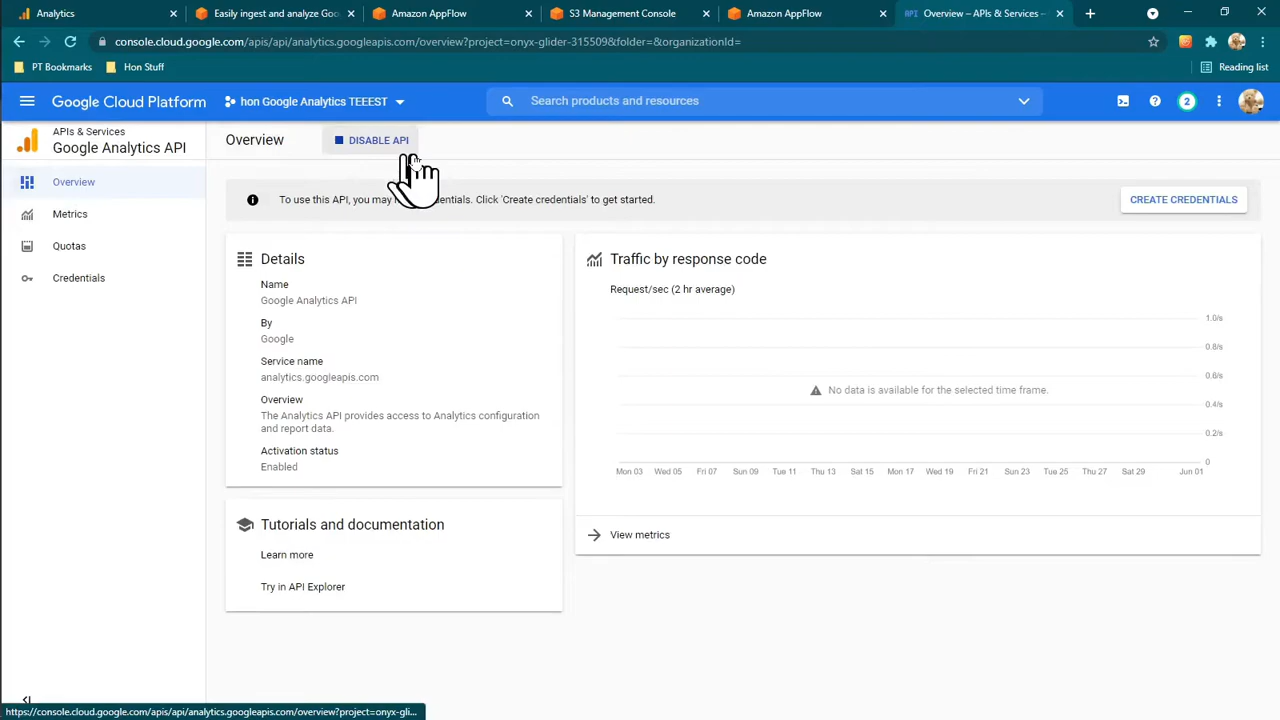 Analytics
Easily ingest and analyze Goo
Amazon AppFlow
S3 Management Console
Amazon AppFlow
API Overview – APIs & Services –
console.cloud.google.com/apis/api/analytics.googleapis.com/overview?project=onyx-glider-315509&folder=&organizationId=
PT Bookmarks
Hon Stuff
Reading list
Google Cloud Platform
hon Google Analytics TEEEST
Search products and resources
2
APIs & Services
Google Analytics API
Overview
DISABLE API
Overview
Metrics
Quotas
Credentials
To use this API, you may credentials. Click 'Create credentials' to get started.
CREATE CREDENTIALS
Details
Name
Google Analytics API
By
Google
Service name
analytics.googleapis.com
Overview
The Analytics API provides access to Analytics configuration
and report data.
Activation status
Enabled
Tutorials and documentation
Learn more
Try in API Explorer
Traffic by response code
Request/sec (2 hr average)
1.0/s
0.8/s
0.6/s
No data is available for the selected time frame.
0.4/s
0.2/s
0
Mon 03 Wed 05 Fri 07 Sun 09 Tue 11 Thu 13 Sat 15 Mon 17 Wed 19 Fri 21 Sun 23 Tue 25 Thu 27 Sat 29 Jun 01
View metrics
https://console.cloud.google.com/apis/api/analytics.googleapis.com/overview?project=onyx-gli...